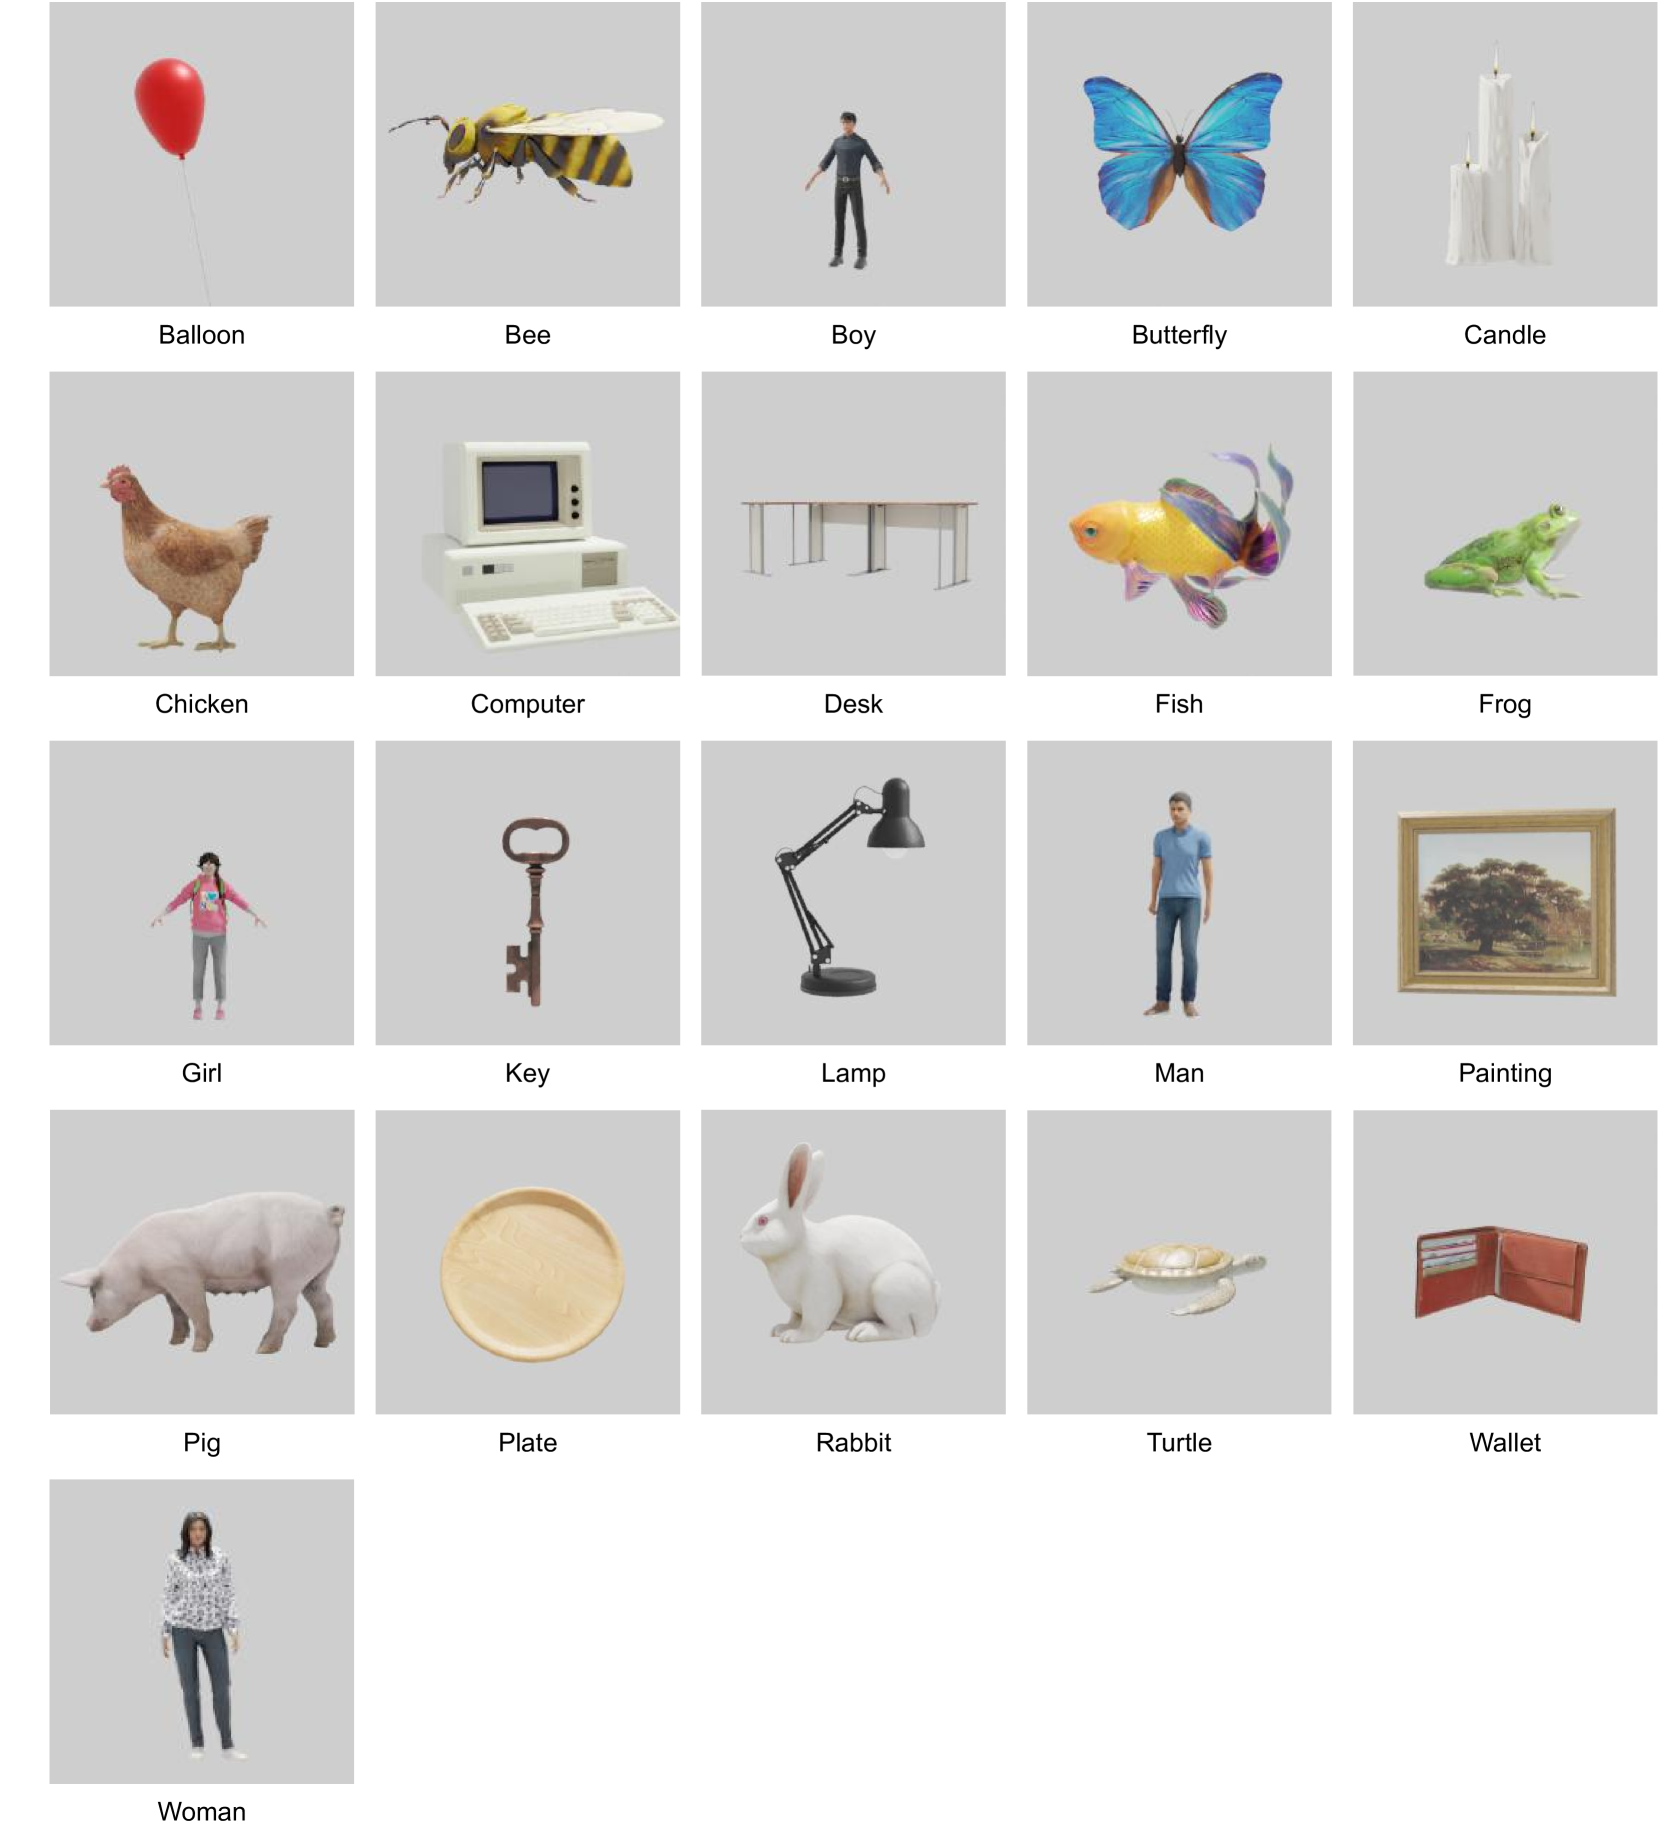 Balloon
Bee
Boy
Butterfly
Candle
Chicken
Computer
Desk
Fish
Frog
Girl
Key
Lamp
Man
Painting
Pig
Plate
Rabbit
Turtle
Wallet
Woman